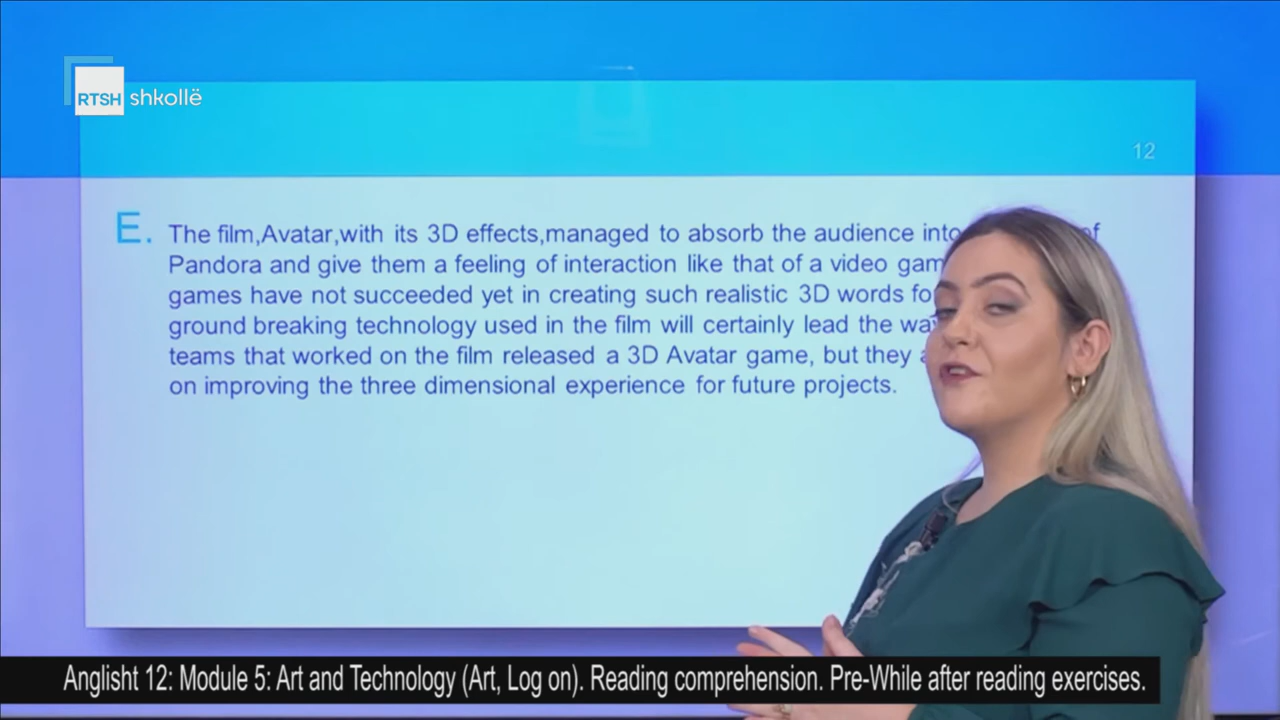 RTSH shkollë
12
E. The film,Avatar,with its 3D effects,managed to absorb the audience into of
Pandora and give them a feeling of interaction like that of a video
games have not succeeded yet in creating such realistic 3D words
ground breaking technology used in the film will certainly lead the
teams that worked on the film released a 3D Avatar game, but they
on improving the three dimensional experience for future projects.
Anglisht 12: Module 5: Art and Technology (Art, Log on). Reading comprehension. Pre-While after reading exercises.